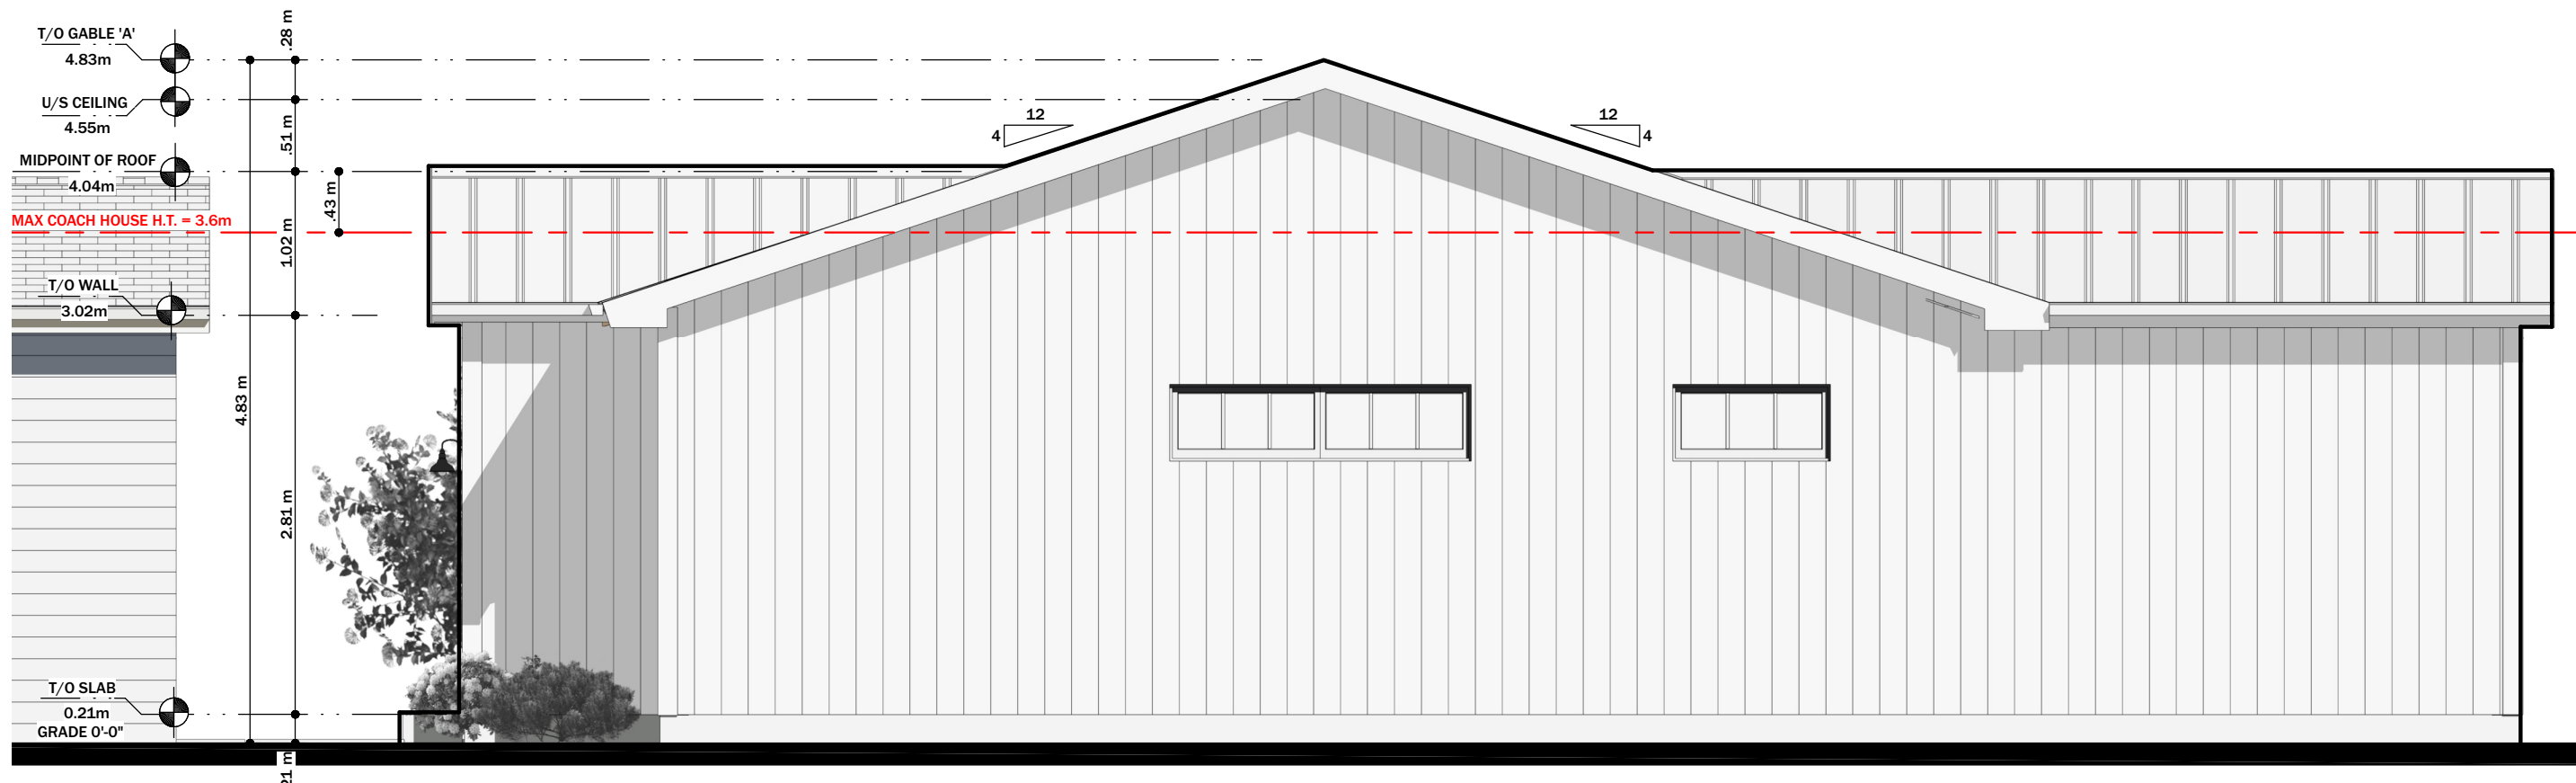 T/O GABLE 'A'
4.83m
U/S CEILING
4.55m
MIDPOINT OF ROOF
4.04m
MAX COACH HOUSE H.T. = 3.6m
T/O WALL
3.02m
T/O SLAB
0.21m
GRADE 0'-0"
.28 m
.51 m
1.02 m
.43 m
4.83 m
2.81 m
21 m
12
4
12
4